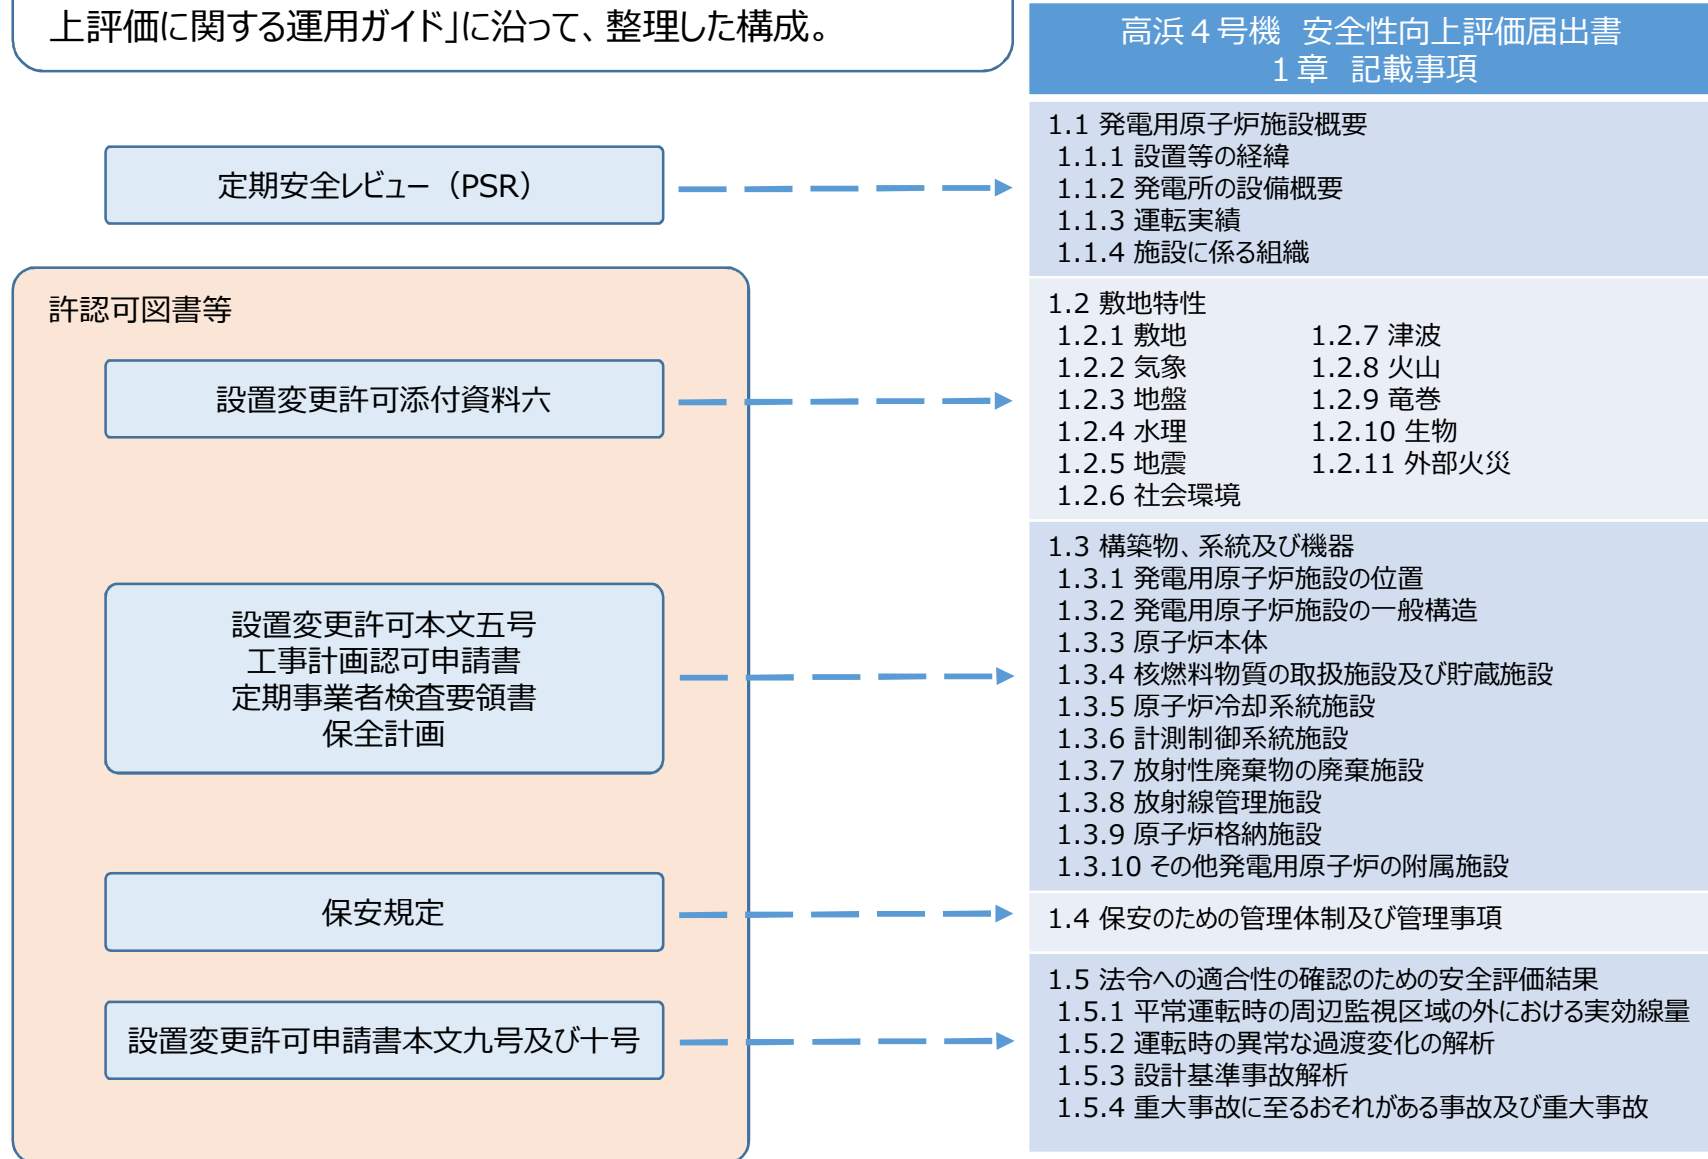 上評価に関する運用ガイド」に沿って、整理した構成。
高浜４号機　安全性向上評価届出書
１章　記載事項
定期安全レビュー（PSR）
1.1 発電用原子炉施設概要
1.1.1 設置等の経緯
1.1.2 発電所の設備概要
1.1.3 運転実績
1.1.4 施設に係る組織
許認可図書等
設置変更許可添付資料六
1.2 敷地特性
1.2.1 敷地
1.2.2 気象
1.2.3 地盤
1.2.4 水理
1.2.5 地震
1.2.6 社会環境
1.2.7 津波
1.2.8 火山
1.2.9 竜巻
1.2.10 生物
1.2.11 外部火災
設置変更許可本文五号
工事計画認可申請書
定期事業者検査要領書
保全計画
1.3 構築物、系統及び機器
1.3.1 発電用原子炉施設の位置
1.3.2 発電用原子炉施設の一般構造
1.3.3 原子炉本体
1.3.4 核燃料物質の取扱施設及び貯蔵施設
1.3.5 原子炉冷却系統施設
1.3.6 計測制御系統施設
1.3.7 放射性廃棄物の廃棄施設
1.3.8 放射線管理施設
1.3.9 原子炉格納施設
1.3.10 その他発電用原子炉の附属施設
保安規定
1.4 保安のための管理体制及び管理事項
設置変更許可申請書本文九号及び十号
1.5 法令への適合性の確認のための安全評価結果
1.5.1 平常運転時の周辺監視区域の外における実効線量
1.5.2 運転時の異常な過渡変化の解析
1.5.3 設計基準事故解析
1.5.4 重大事故に至るおそれがある事故及び重大事故